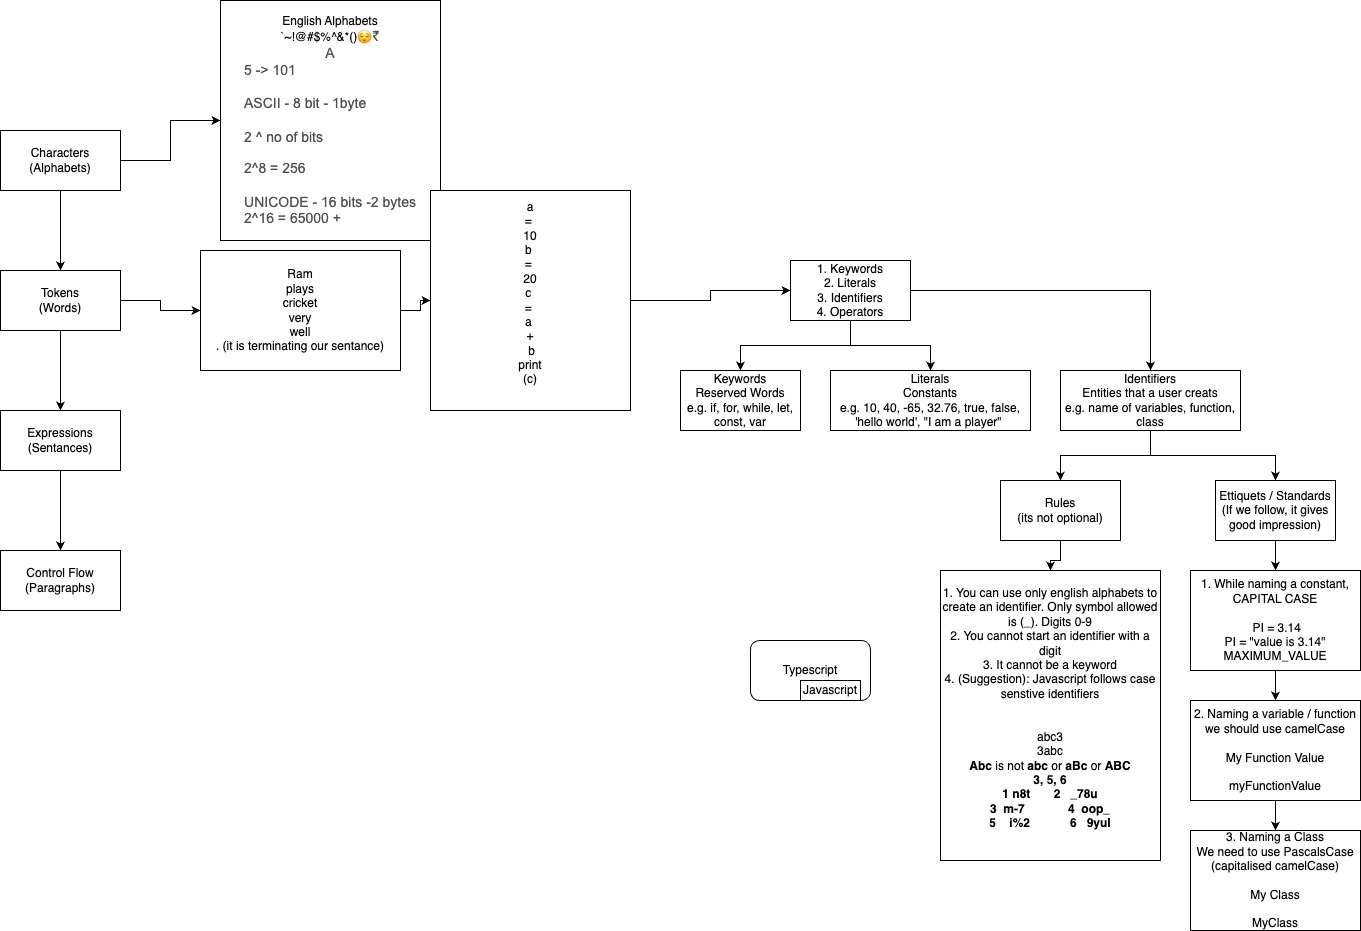 English Alphabets
`~!@#$%^&*()😌₹
A
5 -> 101
ASCII - 8 bit - 1byte
2 ^ no of bits
2^8 = 256
UNICODE - 16 bits -2 bytes
2^16 = 65000 +
Characters
(Alphabets)
Tokens
(Words)
Expressions
(Sentances)
Control Flow
(Paragraphs)
Ram
plays
cricket
very
well
. (it is terminating our sentance)
a
=
10
b
=
20
c
=
a
+
b
print
(c)
1. Keywords
2. Literals
3. Identifiers
4. Operators
Keywords
Reserved Words
e.g. if, for, while, let,
const, var
Literals
Constants
e.g. 10, 40, -65, 32.76, true, false,
'hello world', "I am a player"
Identifiers
Entities that a user creats
e.g. name of variables, function,
class
Rules
(its not optional)
Ettiquets / Standards
(If we follow, it gives
good impression)
1. You can use only english alphabets to
create an identifier. Only symbol allowed
is (_). Digits 0-9
2. You cannot start an identifier with a
digit
3. It cannot be a keyword
4. (Suggestion): Javascript follows case
senstive identifiers
abc3
3abc
Abc is not abc or aBc or ABC
3, 5, 6
1 n8t 2 _78u
3 m-7 4 oop_
5 i%2 6 9yul
1. While naming a constant,
CAPITAL CASE
PI = 3.14
PI = "value is 3.14"
MAXIMUM_VALUE
2. Naming a variable / function
we should use camelCase
My Function Value
myFunctionValue
3. Naming a Class
We need to use PascalsCase
(capitalised camelCase)
My Class
MyClass
Typescript
Javascript